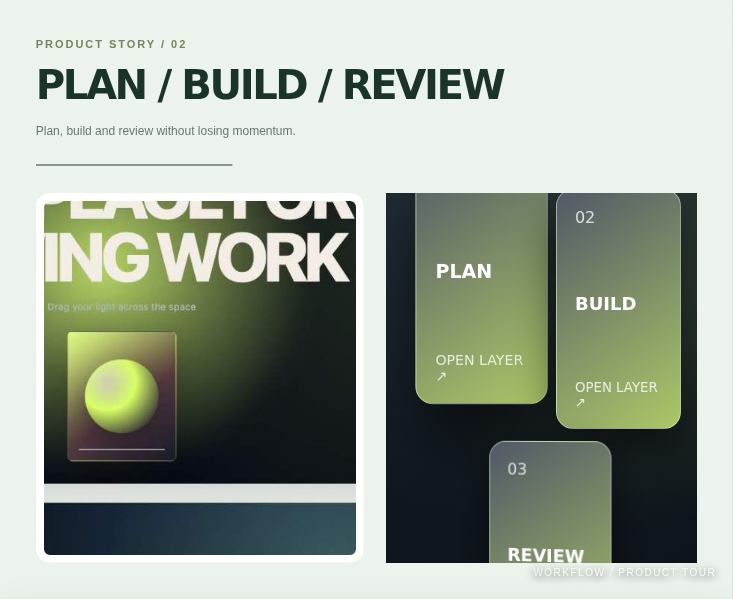 PRODUCT STORY / 02
PLAN / BUILD / REVIEW
Plan, build and review without losing momentum.
ING WORK
Drag your light across the space
PLAN
OPEN LAYER
↗
02
BUILD
OPEN LAYER
↗
03
REVIEW
WORKFLOW / PRODUCT TOUR